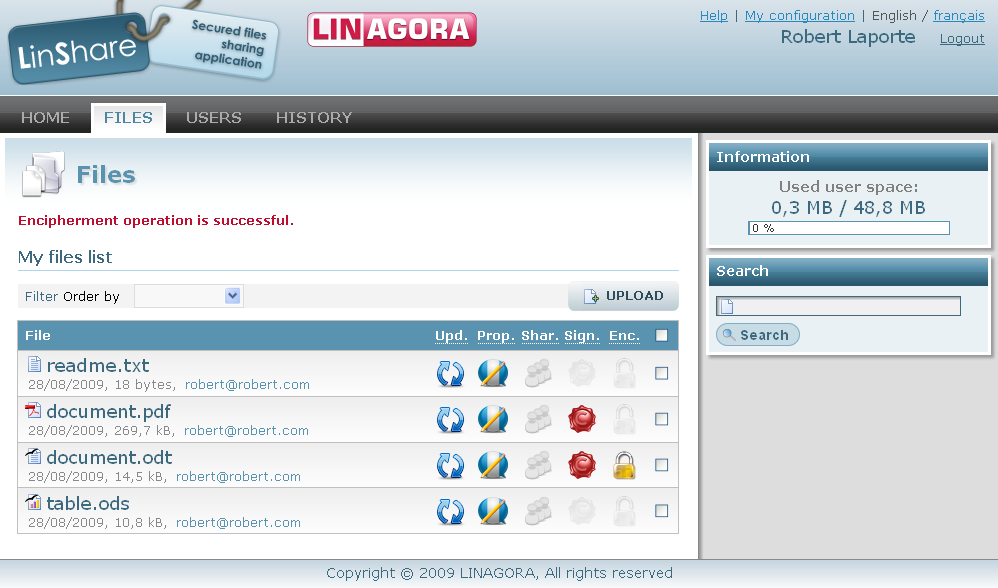 LinShare
Secured files
sharing
application
LINAGORA
Help | My configuration | English / français
Robert Laporte Logout
HOME FILES USERS HISTORY
Files
Encipherment operation is successful.
My files list
Filter Order by
UPLOAD
File Upd. Prop. Shar. Sign. Enc.
readme.txt
28/08/2009, 18 bytes, robert@robert.com
document.pdf
28/08/2009, 269,7 kB, robert@robert.com
document.odt
28/08/2009, 14,5 kB, robert@robert.com
table.ods
28/08/2009, 10,8 kB, robert@robert.com
Information
Used user space:
0,3 MB / 48,8 MB
0 %
Search
Search
Copyright © 2009 LINAGORA, All rights reserved